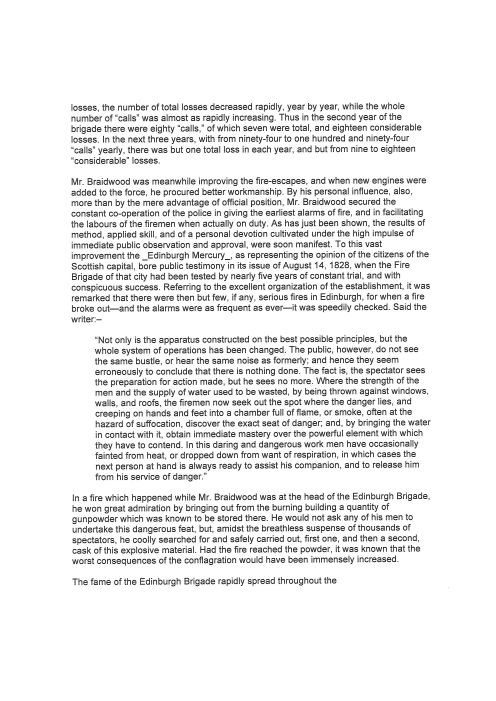 losses, the number of total losses decreased rapidly, year by year, while the whole
number of “calls” was almost as rapidly increasing. Thus in the second year of the
brigade there were eighty “calls,” of which seven were total, and eighteen considerable
losses. In the next three years, with from ninety-four to one hundred and ninety-four
“calls” yearly, there was but one total loss in each year, and but from nine to eighteen
“considerable” losses.

Mr. Braidwood was meanwhile improving the fire-escapes, and when new engines were
added to the force, he procured better workmanship. By his personal influence, also,
more than by the mere advantage of official position, Mr. Braidwood secured the
constant co-operation of the police in giving the earliest alarms of fire, and in facilitating
the labours of the firemen when actually on duty. As has just been shown, the results of
method, applied skill, and of a personal devotion cultivated under the high impulse of
immediate public observation and approval, were soon manifest. To this vast
improvement the _Edinburgh Mercury_, as representing the opinion of the citizens of the
Scottish capital, bore public testimony in its issue of August 14, 1828, when the Fire
Brigade of that city had been tested by nearly five years of constant trial, and with
conspicuous success. Referring to the excellent organization of the establishment, it was
remarked that there were then but few, if any, serious fires in Edinburgh, for when a fire
broke out—and the alarms were as frequent as ever—it was speedily checked. Said the
writer:–

“Not only is the apparatus constructed on the best possible principles, but the
whole system of operations has been changed. The public, however, do not see
the same bustle, or hear the same noise as formerly; and hence they seem
erroneously to conclude that there is nothing done. The fact is, the spectator sees
the preparation for action made, but he sees no more. Where the strength of the
men and the supply of water used to be wasted, by being thrown against windows,
walls, and roofs, the firemen now seek out the spot where the danger lies, and
creeping on hands and feet into a chamber full of flame, or smoke, often at the
hazard of suffocation, discover the exact seat of danger; and, by bringing the water
in contact with it, obtain immediate mastery over the powerful element with which
they have to contend. In this daring and dangerous work men have occasionally
fainted from heat, or dropped down from want of respiration, in which cases the
next person at hand is always ready to assist his companion, and to release him
from his service of danger.”

In a fire which happened while Mr. Braidwood was at the head of the Edinburgh Brigade,
he won great admiration by bringing out from the burning building a quantity of
gunpowder which was known to be stored there. He would not ask any of his men to
undertake this dangerous feat, but, amidst the breathless suspense of thousands of
spectators, he coolly searched for and safely carried out, first one, and then a second,
cask of this explosive material. Had the fire reached the powder, it was known that the
worst consequences of the conflagration would have been immensely increased.

The fame of the Edinburgh Brigade rapidly spread throughout the